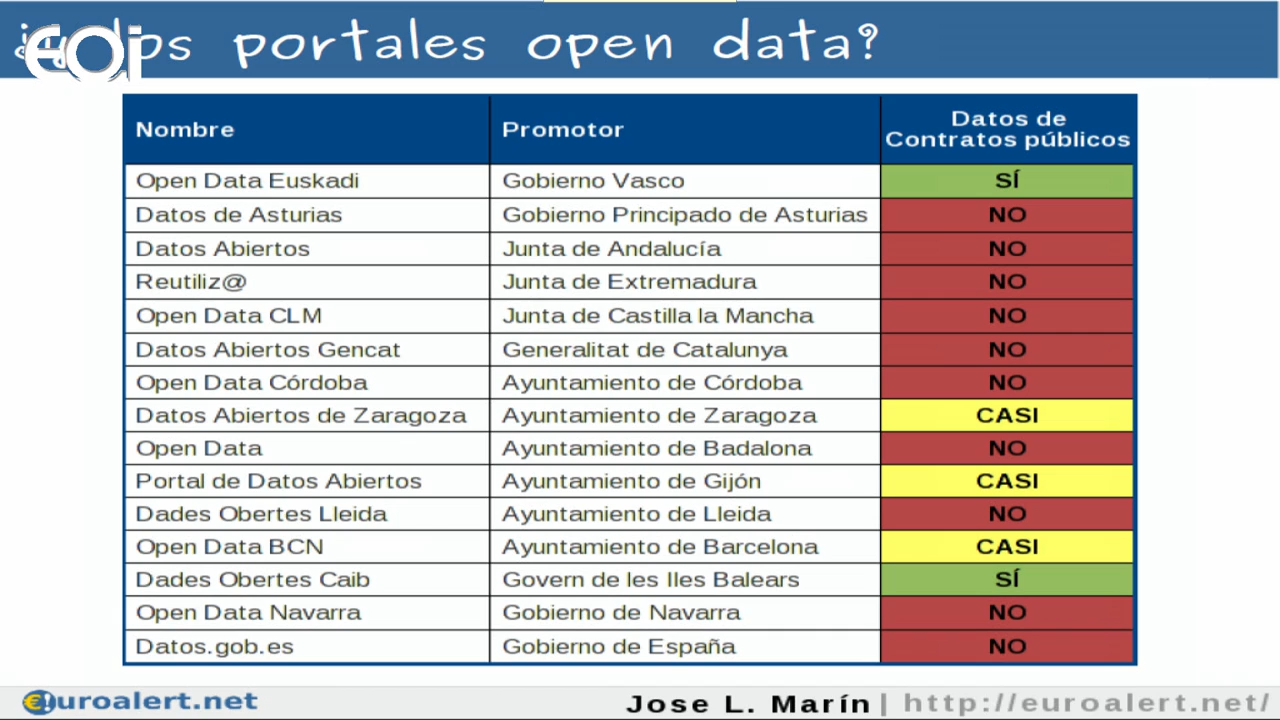 ¿y los portales open data?
eoi
Nombre Promotor Datos de Contratos públicos
Open Data Euskadi Gobierno Vasco SÍ
Datos de Asturias Gobierno Principado de Asturias NO
Datos Abiertos Junta de Andalucía NO
Reutiliz@ Junta de Extremadura NO
Open Data CLM Junta de Castilla la Mancha NO
Datos Abiertos Gencat Generalitat de Catalunya NO
Open Data Córdoba Ayuntamiento de Córdoba NO
Datos Abiertos de Zaragoza Ayuntamiento de Zaragoza CASI
Open Data Ayuntamiento de Badalona NO
Portal de Datos Abiertos Ayuntamiento de Gijón CASI
Dades Obertes Lleida Ayuntamiento de Lleida NO
Open Data BCN Ayuntamiento de Barcelona CASI
Dades Obertes Caib Govern de les Iles Balears SÍ
Open Data Navarra Gobierno de Navarra NO
Datos.gob.es Gobierno de España NO
euroalert.net Jose L. Marín | http://euroalert.net/